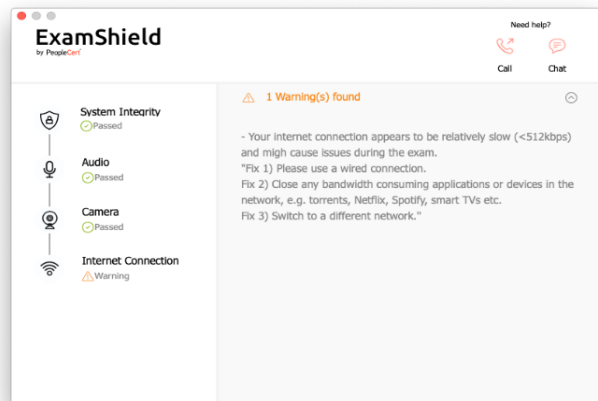 ExamShield
by PeopleCert
Need help?
Call
Chat
System Integrity
Passed
Audio
Passed
Camera
Passed
Internet Connection
Warning
1 Warning(s) found
- Your internet connection appears to be relatively slow (<512kbps)
and migh cause issues during the exam.
"Fix 1) Please use a wired connection.
Fix 2) Close any bandwidth consuming applications or devices in the
network, e.g. torrents, Netflix, Spotify, smart TVs etc.
Fix 3) Switch to a different network."